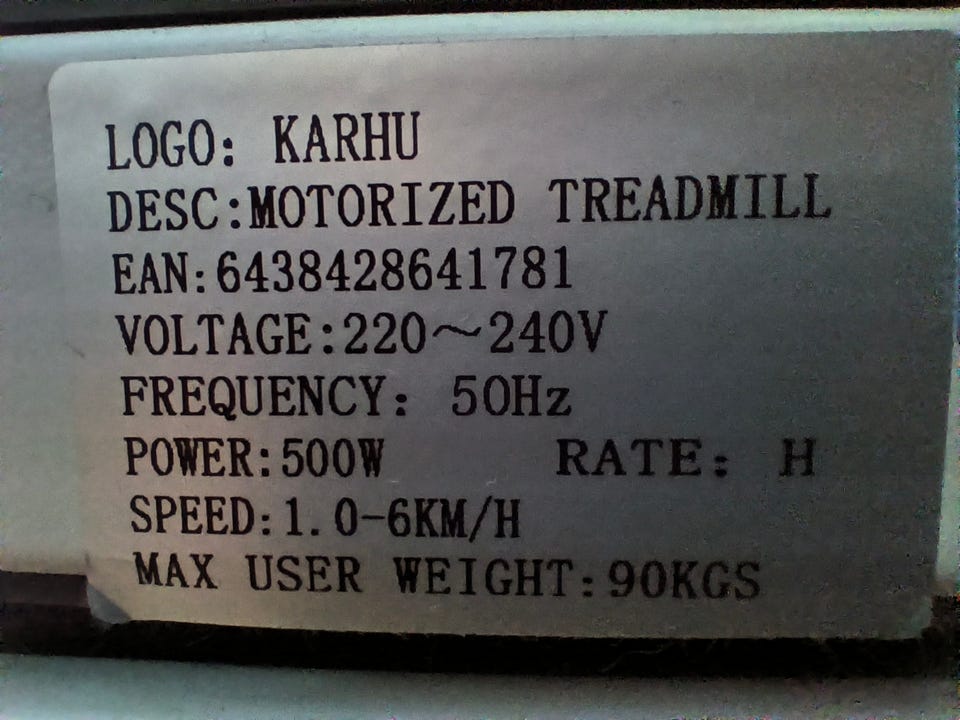 LOGO: KARHU
DESC:MOTORIZED TREADMILL
EAN:6438428641781
VOLTAGE:220～240V
FREQUENCY: 50Hz
POWER:500W RATE: H
SPEED:1.0-6KM/H
MAX USER WEIGHT:90KGS